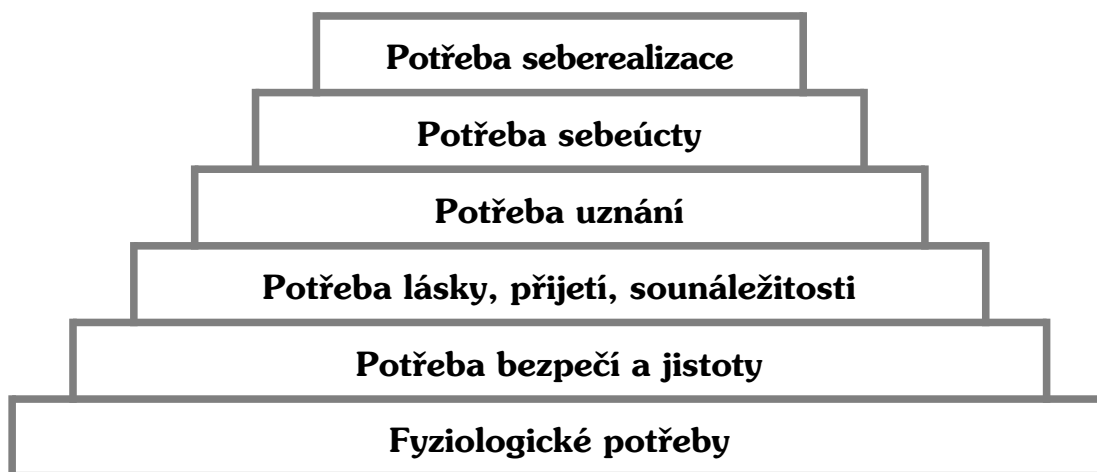 Potřeba seberealizace
Potřeba sebeúcty
Potřeba uznání
Potřeba lásky, přijetí, sounáležitosti
Potřeba bezpečí a jistoty
Fyziologické potřeby